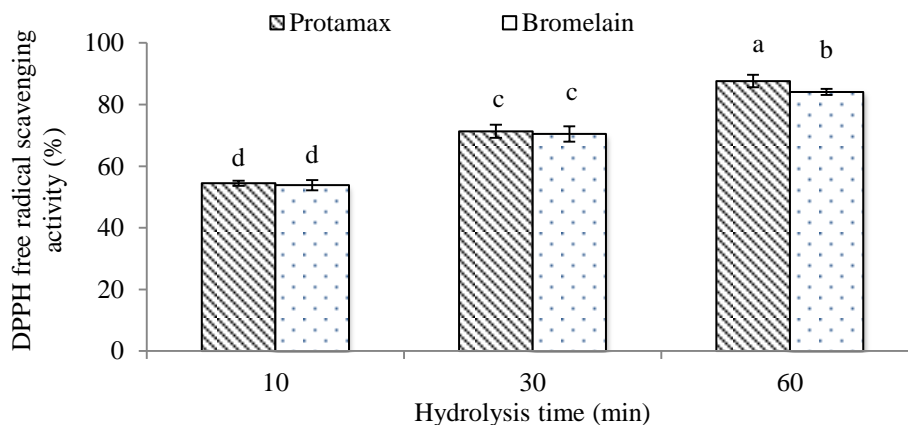 Protamax Bromelain
DPPH free radical scavenging
activity (%)
100
80
60
40
20
0
d d
c c
a b
10 30 60
Hydrolysis time (min)